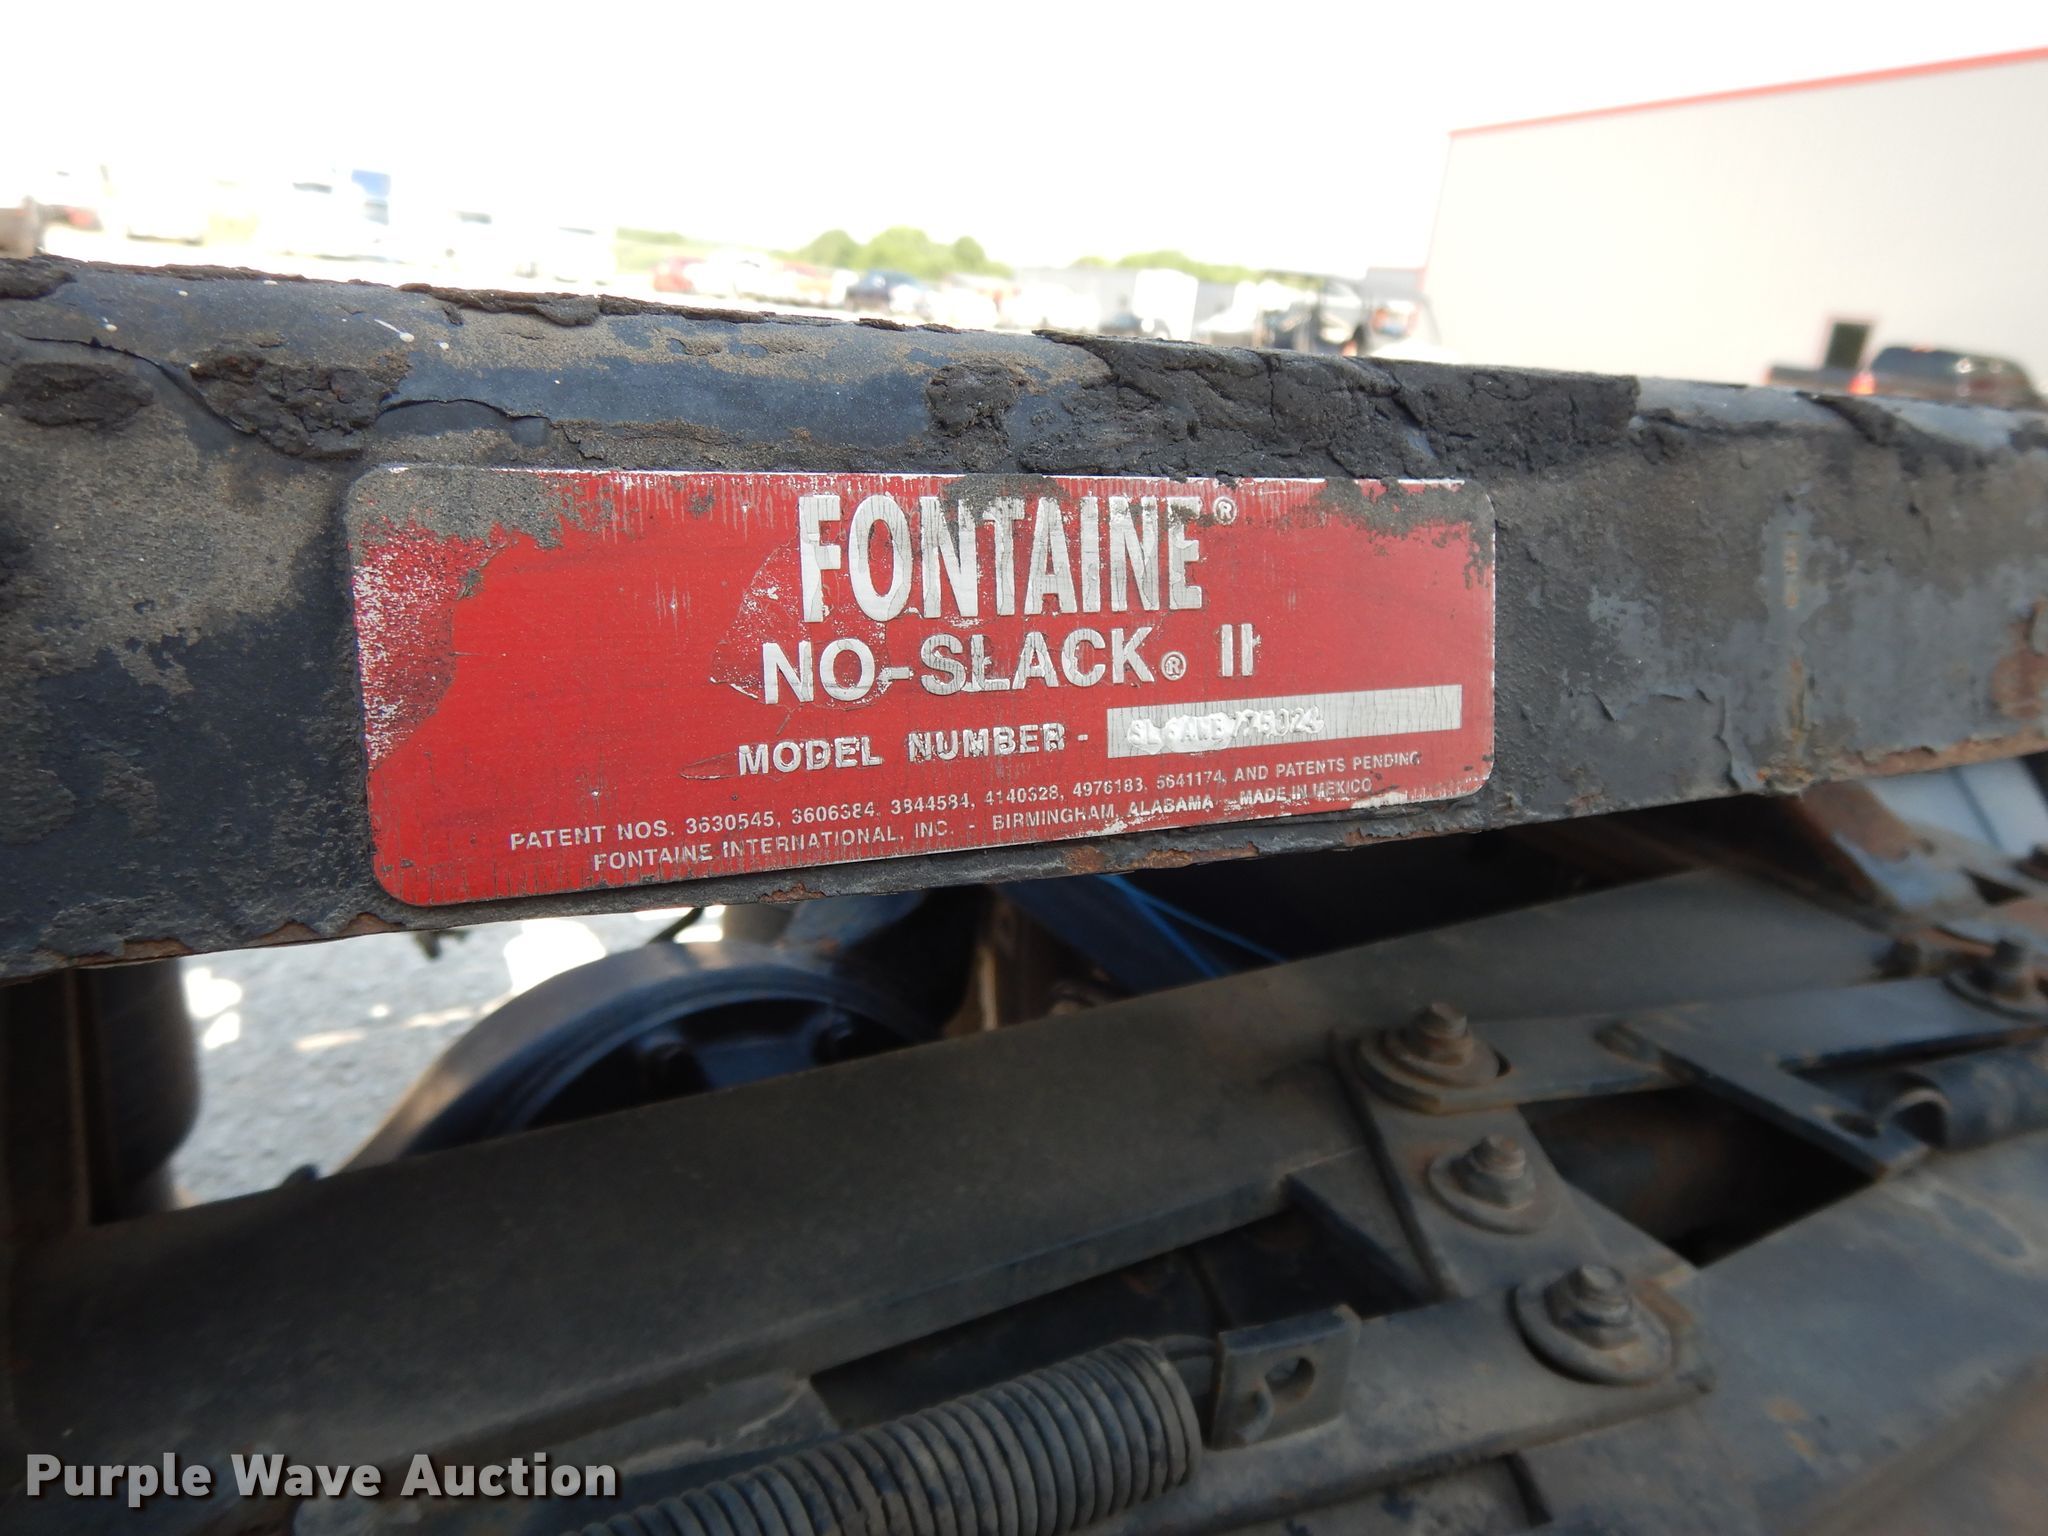 FONTAINE®
NO-SLACK® II
MODEL NUMBER -
PATENT NOS. 3630545, 3606384, 3844584, 4140328, 4976183, 5641174, AND PATENTS PENDING
FONTAINE INTERNATIONAL, INC. - BIRMINGHAM, ALABAMA - MADE IN MEXICO
Purple Wave Auction